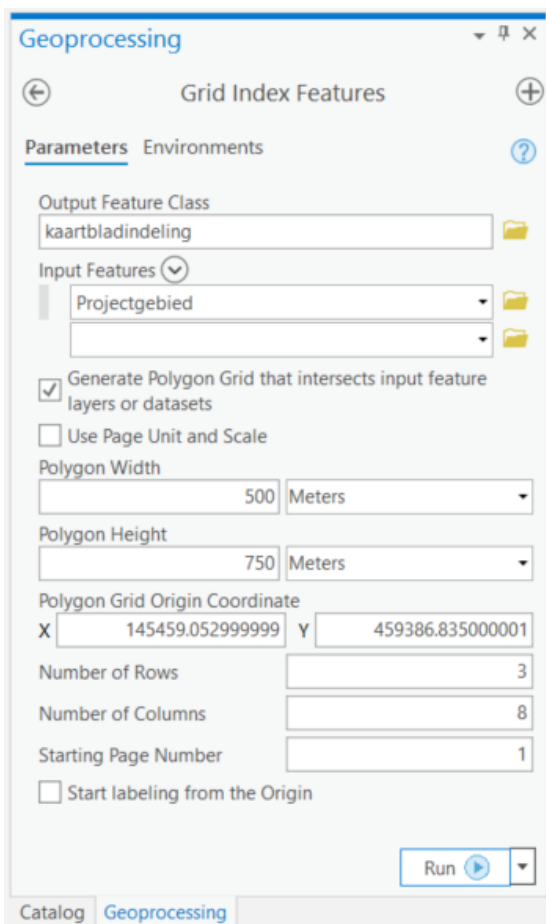 Geoprocessing
Grid Index Features
Parameters Environments
Output Feature Class
kaartbladindeling
Input Features
Projectgebied
Generate Polygon Grid that intersects input feature
layers or datasets
Use Page Unit and Scale
Polygon Width
500 Meters
Polygon Height
750 Meters
Polygon Grid Origin Coordinate
X 145459.052999999 Y 459386.835000001
Number of Rows 3
Number of Columns 8
Starting Page Number 1
Start labeling from the Origin
Run
Catalog Geoprocessing